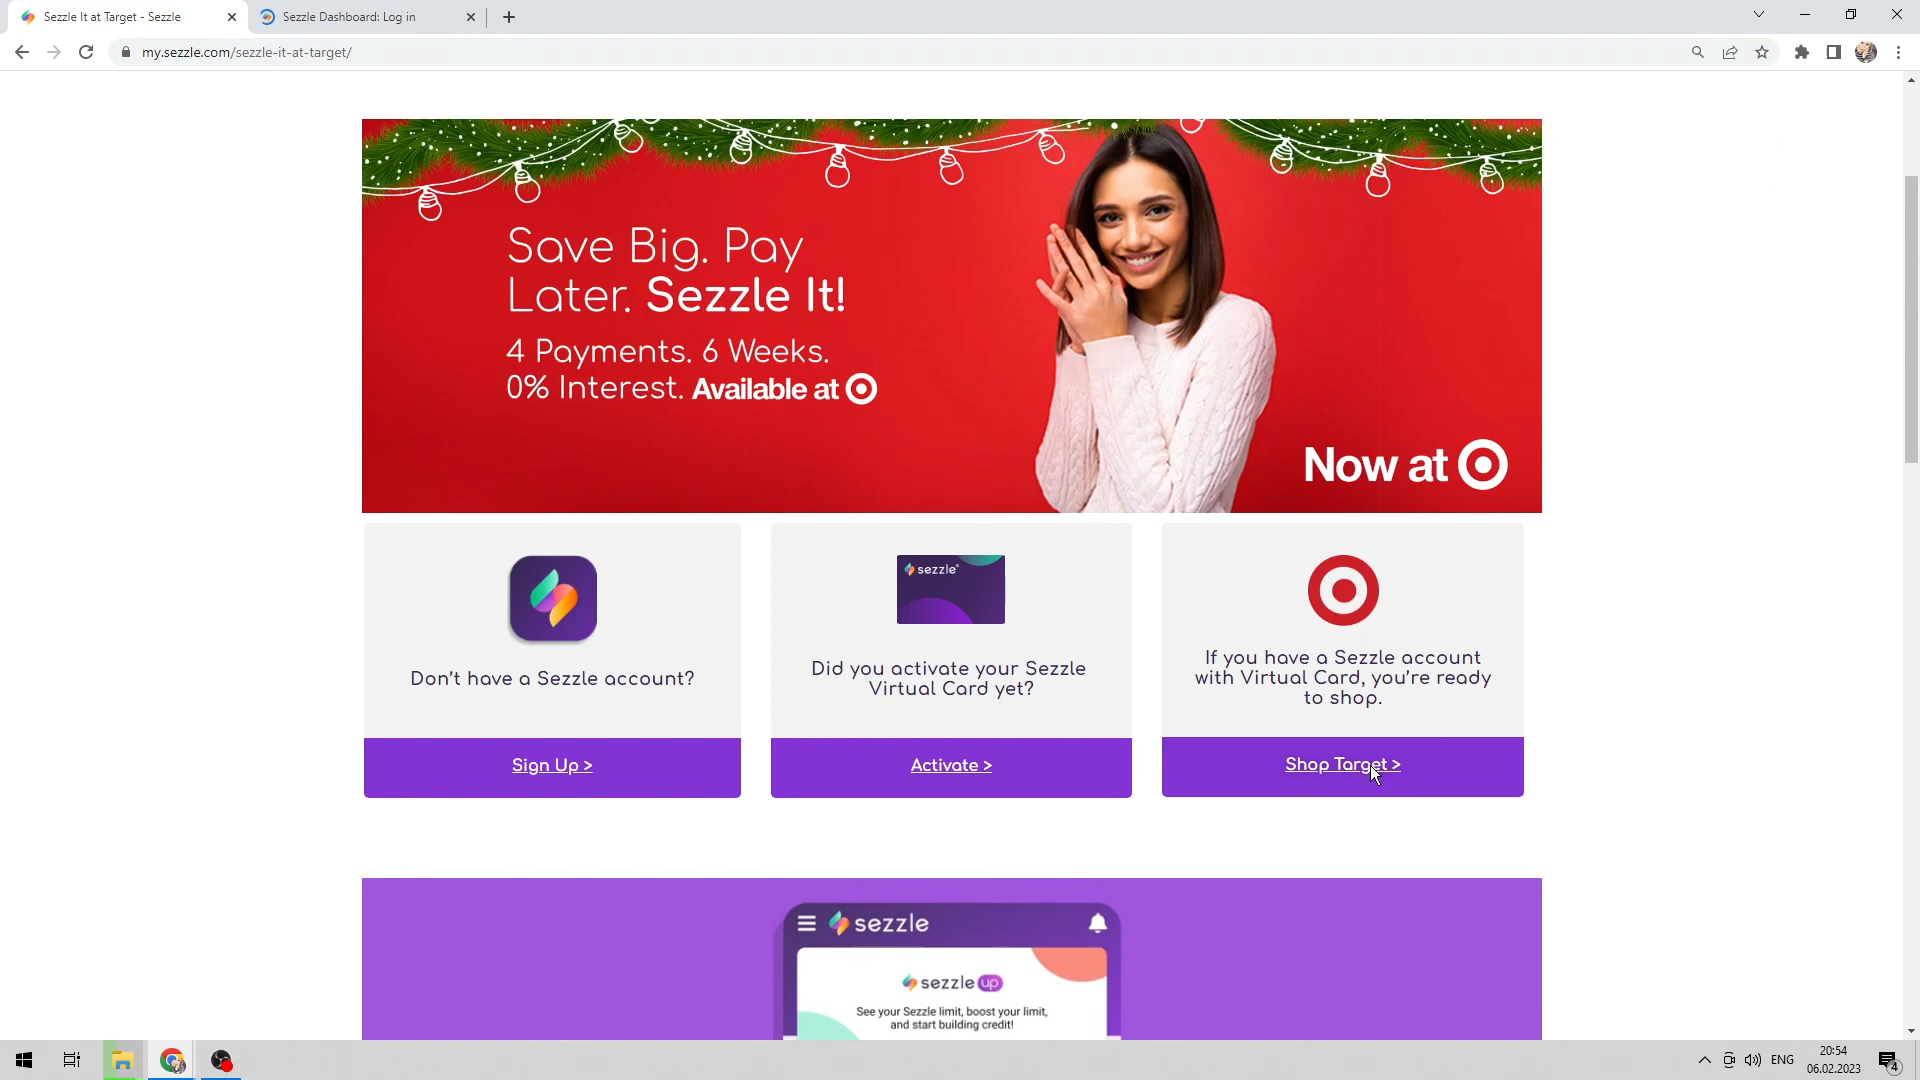 Sezzle It at Target - Sezzle
Sezzle Dashboard: Log in
my.sezzle.com/sezzle-it-at-target/
Save Big. Pay
Later. Sezzle It!
4 Payments. 6 Weeks.
0% Interest. Available at
Now at
sezzle
Don't have a Sezzle account?
Did you activate your Sezzle
Virtual Card yet?
If you have a Sezzle account
with Virtual Card, you're ready
to shop.
Sign Up >
Activate >
Shop Target >
sezzle
sezzle up
See your Sezzle limit, boost your limit,
and start building credit!
ENG
20:54
06.02.2023
4